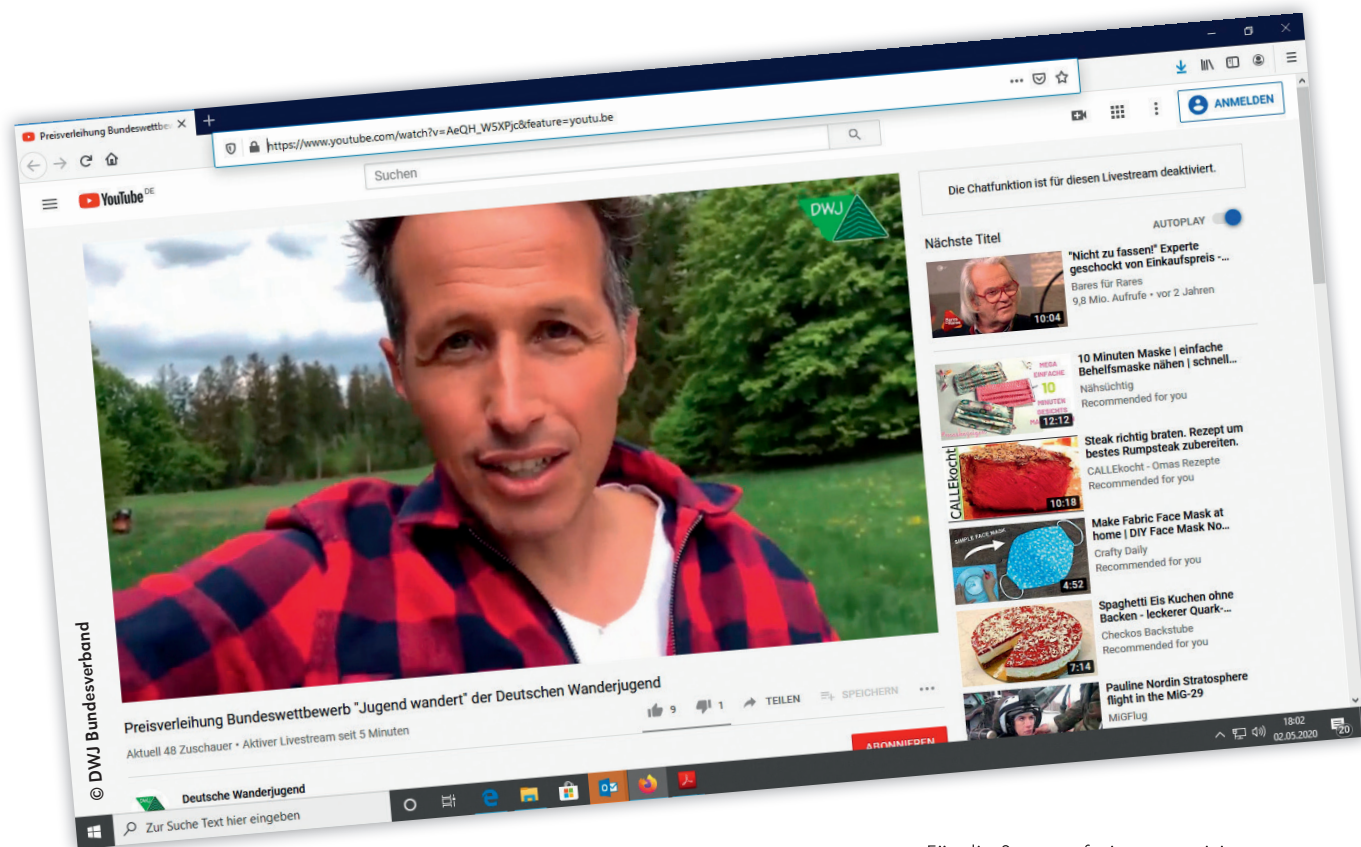 Preisverleihung Bundeswettbe
https://www.youtube.com/watch?v=AeQH_W5XPjc&feature=youtu.be
YouTube DE
Suchen
ANMELDEN
DWJ
Die Chatfunktion ist für diesen Livestream deaktiviert.
Nächste Titel
AUTOPLAY
"Nicht zu fassen!" Experte
geschockt von Einkaufspreis -...
Bares für Rares
9,8 Mio. Aufrufe • vor 2 Jahren
10:04
MEGA
EINFACHE
10
MINUTEN
GESICHTS
12:12
10 Minuten Maske | einfache
Behelfsmaske nähen | schnell...
Nähsüchtig
Recommended for you
CALLEkocht
10:18
Steak richtig braten. Rezept um
bestes Rumpsteak zubereiten.
CALLEkocht - Omas Rezepte
Recommended for you
SIMPLE FACE MASK
4:52
Make Fabric Face Mask at
home | DIY Face Mask No...
Crafty Daily
Recommended for you
7:14
Spaghetti Eis Kuchen ohne
Backen - leckerer Quark-...
Checkos Backstube
Recommended for you
Pauline Nordin Stratosphere
flight in the MiG-29
MiGFlug
Preisverleihung Bundeswettbewerb "Jugend wandert" der Deutschen Wanderjugend
Aktuell 48 Zuschauer • Aktiver Livestream seit 5 Minuten
9
1
TEILEN
SPEICHERN
ABONNIEREN
DWJ
Deutsche Wanderjugend
Zur Suche Text hier eingeben
18:02
02.05.2020
20
© DWJ Bundesverband